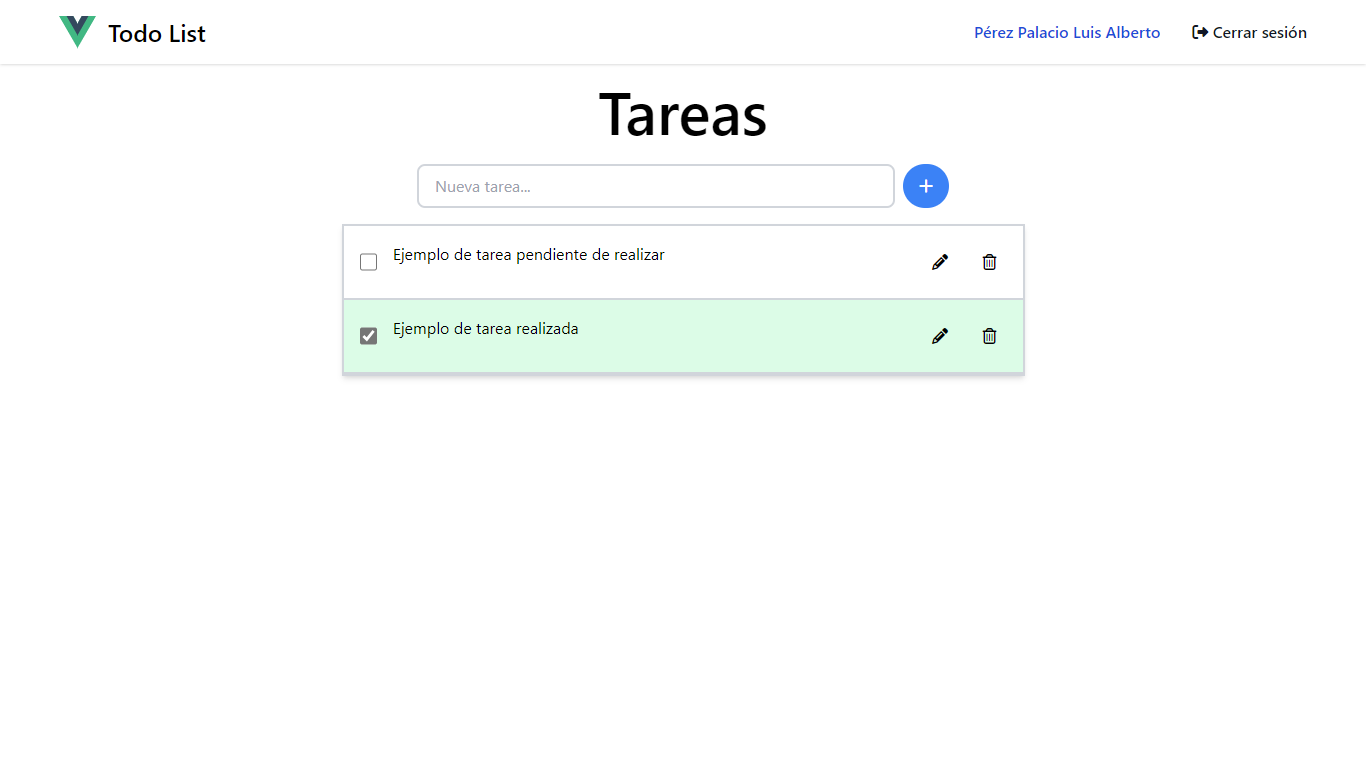 Todo List
Pérez Palacio Luis Alberto
Cerrar sesión
Tareas
Nueva tarea...
Ejemplo de tarea pendiente de realizar
Ejemplo de tarea realizada